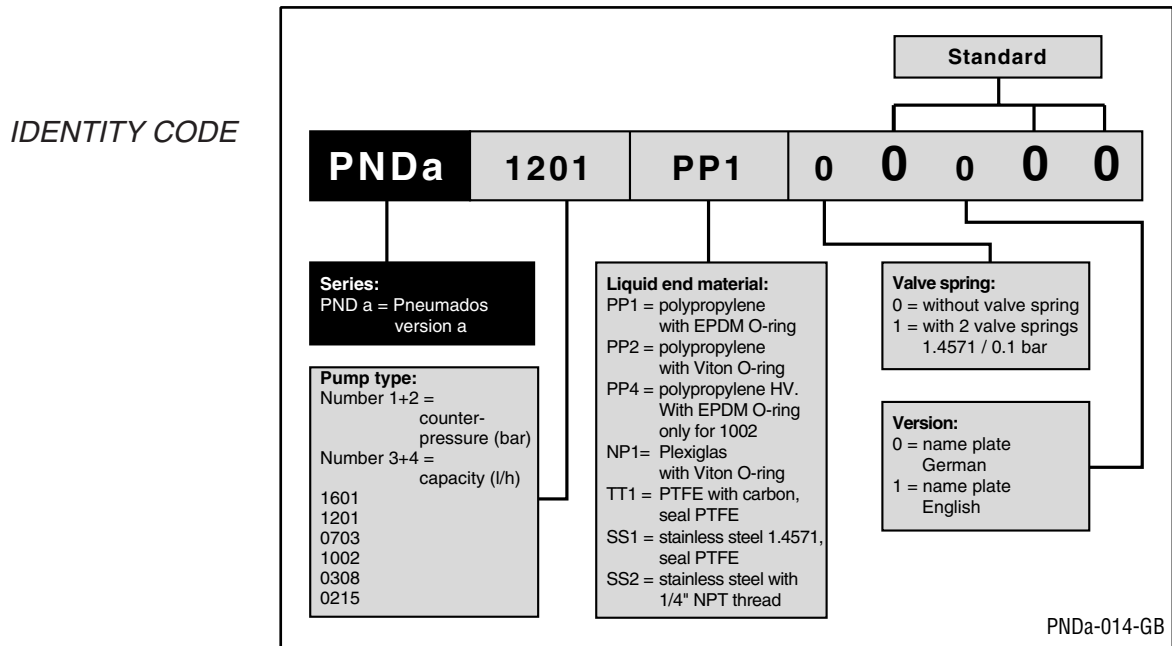 IDENTITY CODE
Standard
PNDa 1201 PP1 0 0 0 0 0
Series:
PND a = Pneumados
version a
Pump type:
Number 1+2 =
counter-
pressure (bar)
Number 3+4 =
capacity (l/h)
1601
1201
0703
1002
0308
0215
Liquid end material:
PP1 = polypropylene
with EPDM O-ring
PP2 = polypropylene
with Viton O-ring
PP4 = polypropylene HV.
With EPDM O-ring
only for 1002
NP1= Plexiglas
with Viton O-ring
TT1 = PTFE with carbon,
seal PTFE
SS1 = stainless steel 1.4571,
seal PTFE
SS2 = stainless steel with
1/4" NPT thread
Valve spring:
0 = without valve spring
1 = with 2 valve springs
1.4571 / 0.1 bar
Version:
0 = name plate
German
1 = name plate
English
PNDa-014-GB